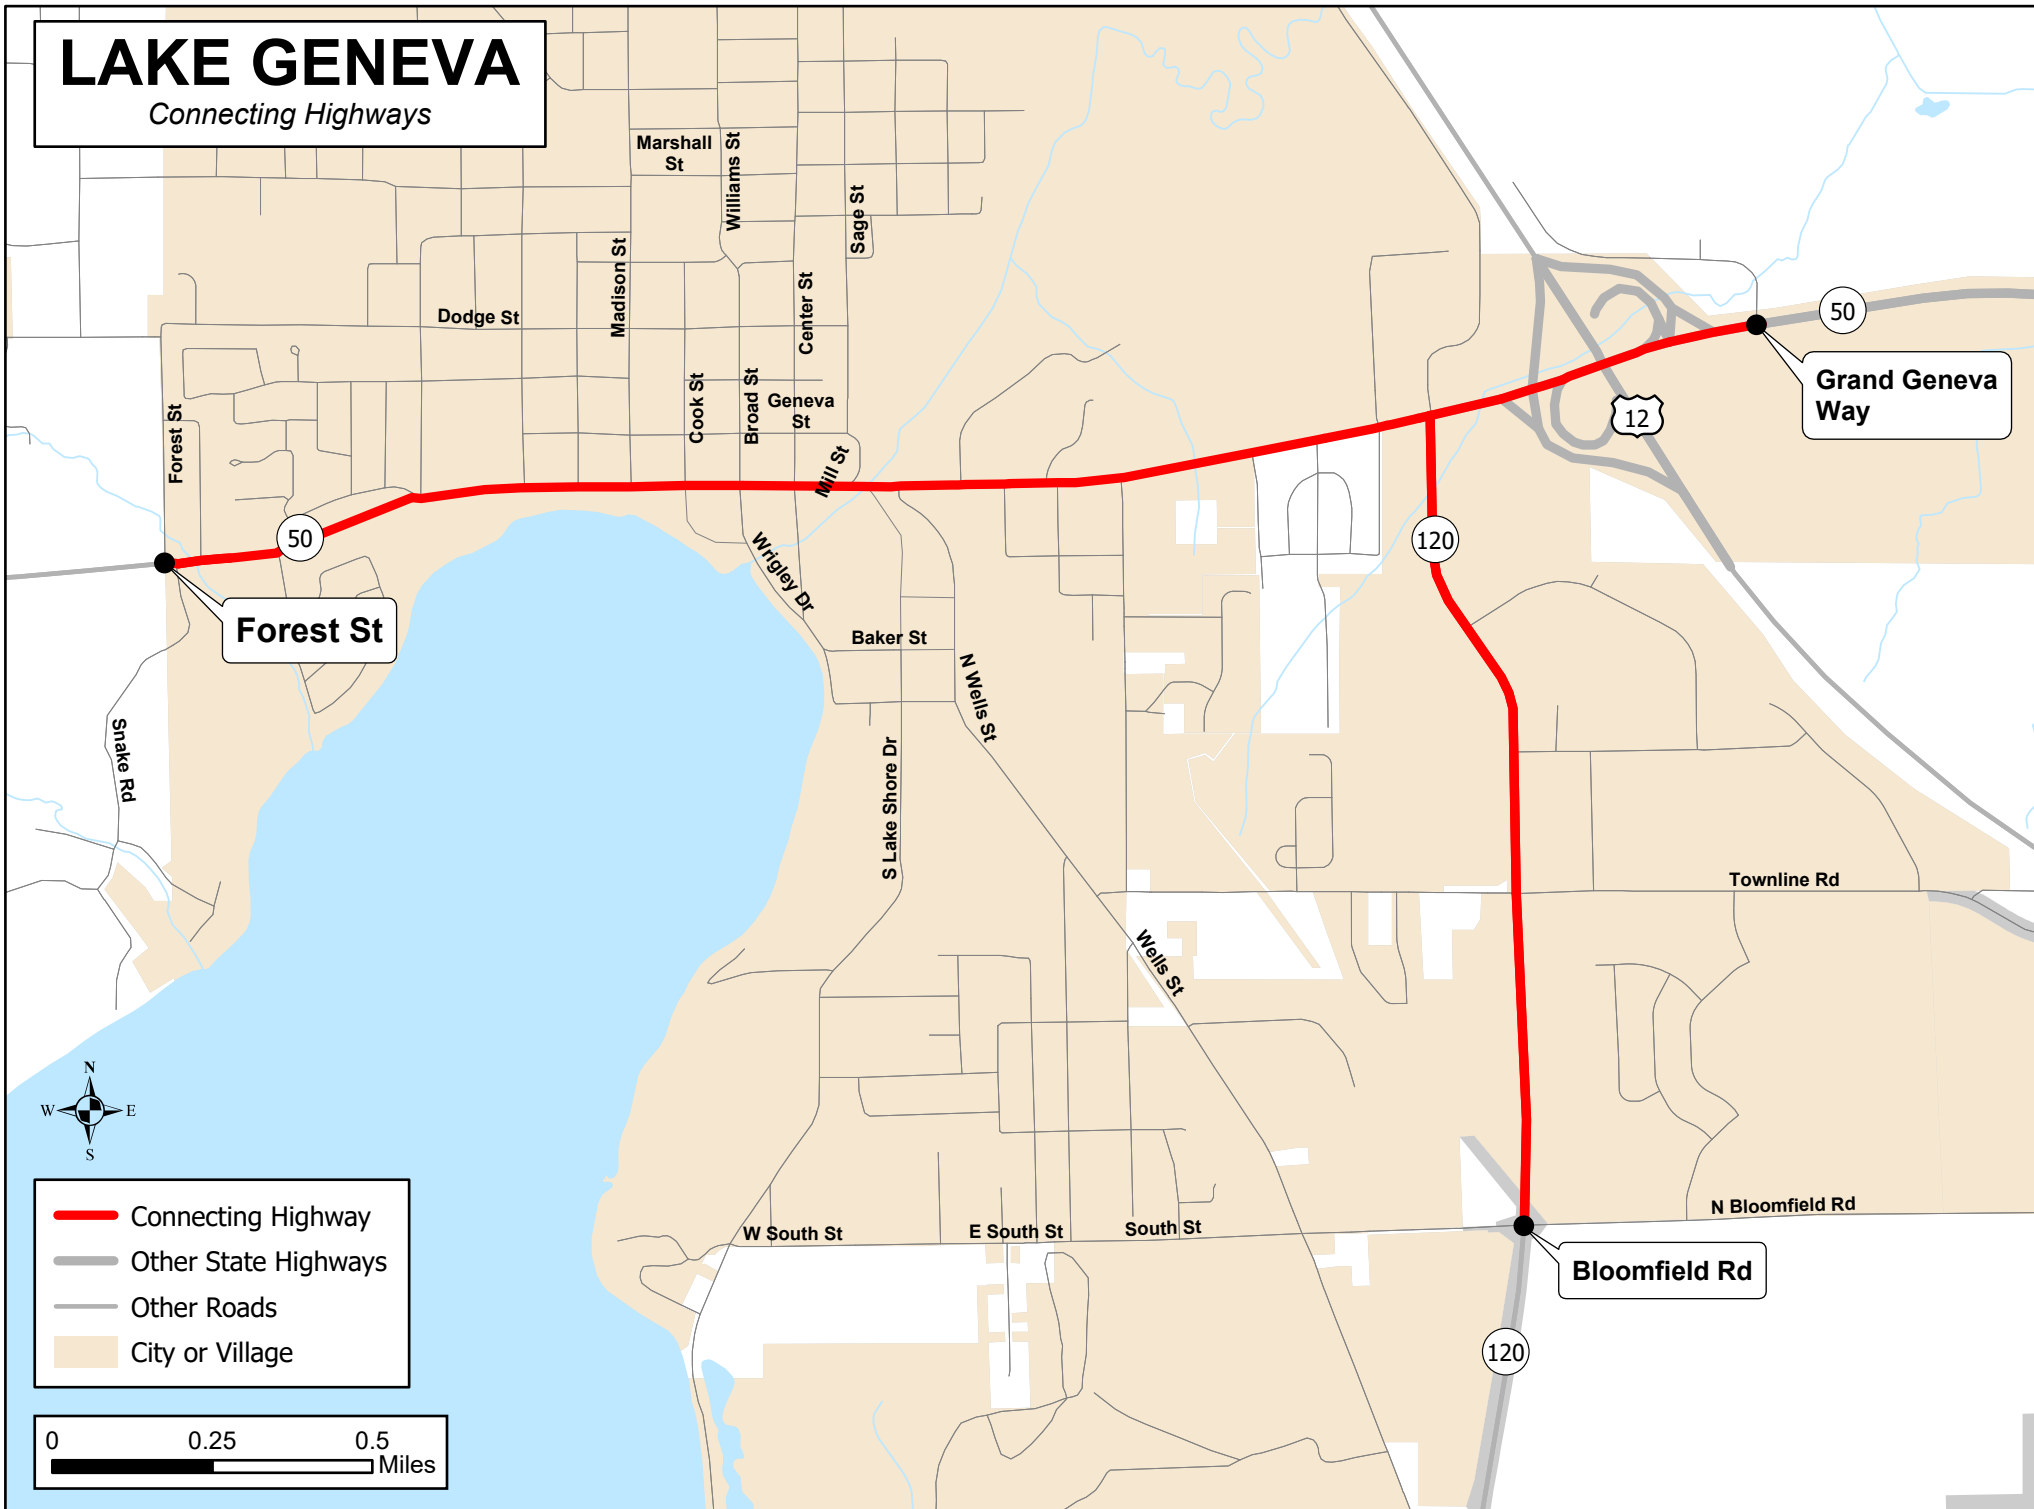 LAKE GENEVA
Connecting Highways
Marshall
St
Williams St
Sage St
Madison St
Center St
Dodge St
50
Grand Geneva
Way
12
Cook St
Broad St
Geneva
St
Forest St
Mill St
50
120
Wrigley Dr
Forest St
Baker St
N Wells St
Snake Rd
S Lake Shore Dr
Townline Rd
Wells St
N
W
E
S
N Bloomfield Rd
W South St
E South St
South St
Bloomfield Rd
120
Connecting Highway
Other State Highways
Other Roads
City or Village
0 0.25 0.5
Miles